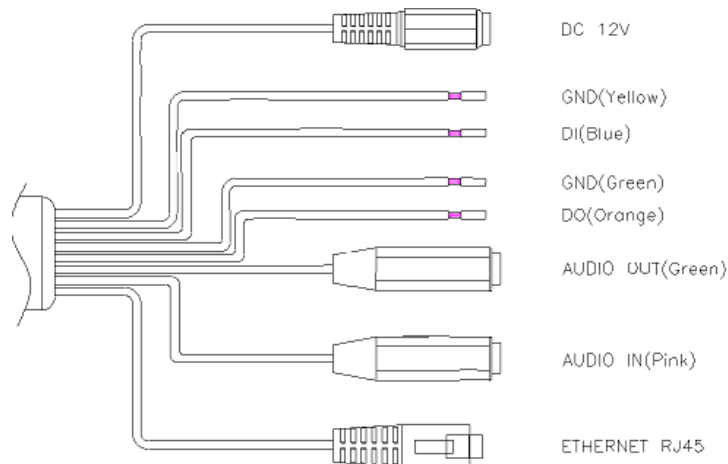 DC 12V
GND(Yellow)
DI(Blue)
GND(Green)
DO(Orange)
AUDIO OUT(Green)
AUDIO IN(Pink)
ETHERNET RJ45